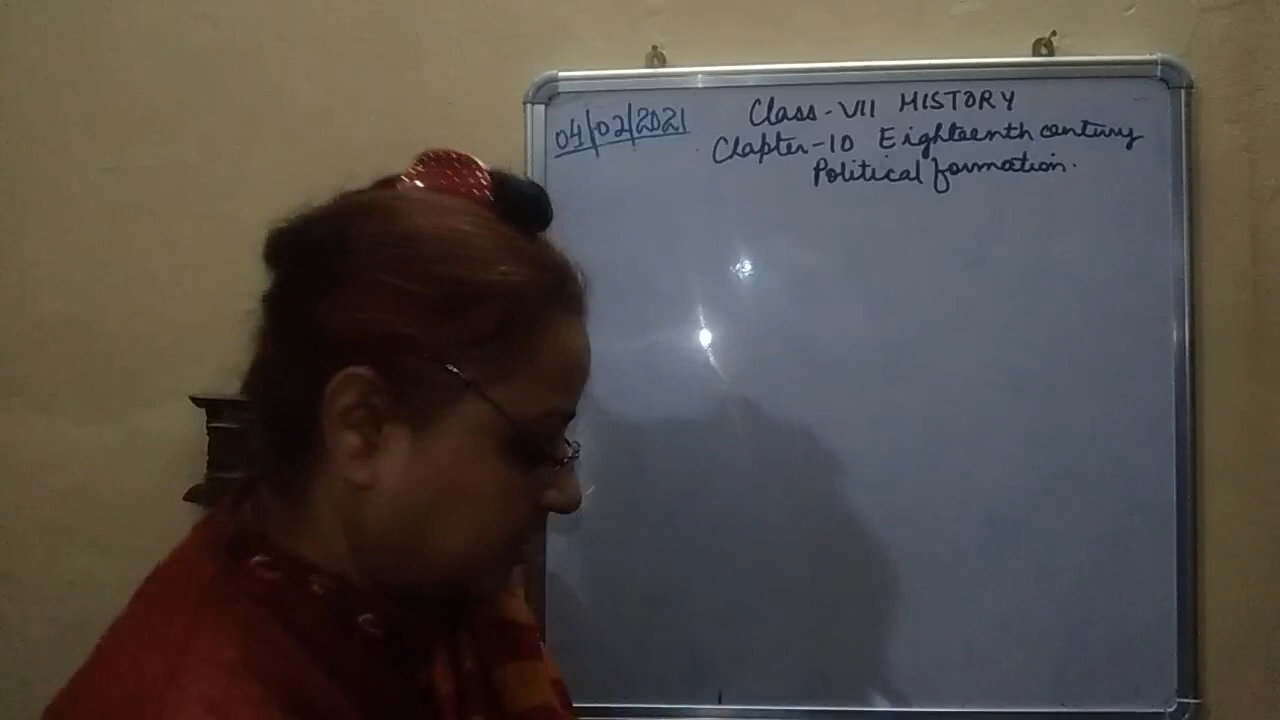 04/02/2021
Class-VII HISTORY
Chapter-10 Eighteenth century
Political formation.